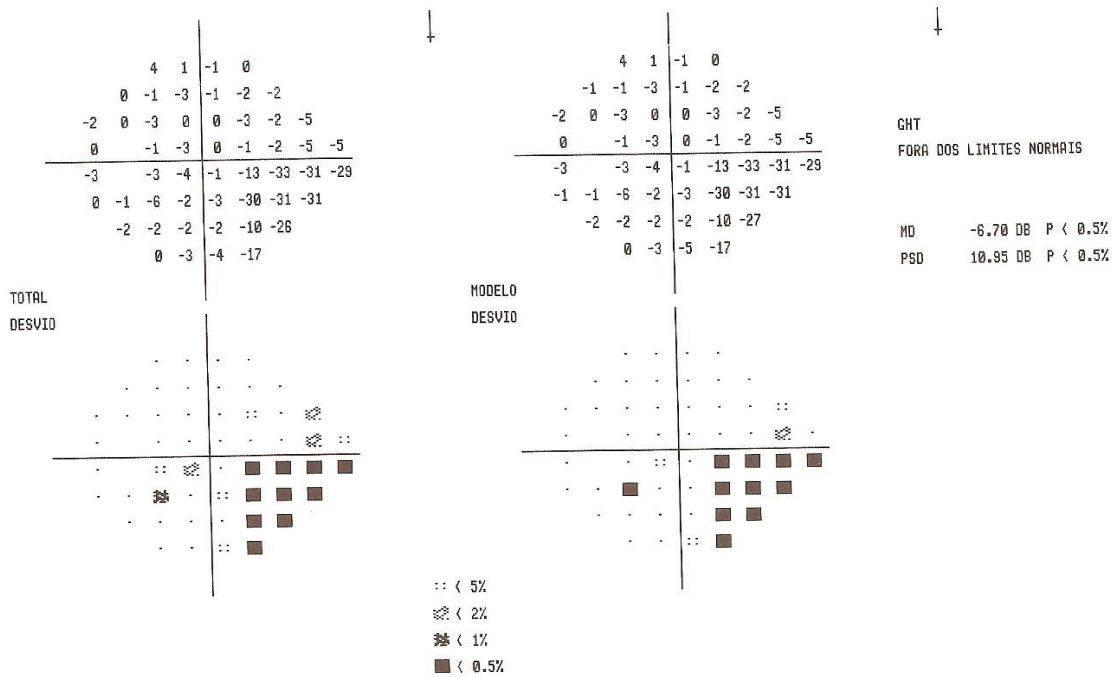 4 1 -1 0
0 -1 -3 -1 -2 -2
-2 0 -3 0 0 -3 -2 -5
0 -1 -3 0 -1 -2 -5 -5
-3 -3 -4 -1 -13 -33 -31 -29
0 -1 -6 -2 -3 -30 -31 -31
-2 -2 -2 -2 -10 -26
0 -3 -4 -17
TOTAL
DESVIO
4 1 -1 0
-1 -1 -3 -1 -2 -2
-2 0 -3 0 0 -3 -2 -5
0 -1 -3 0 -1 -2 -5 -5
-3 -3 -4 -1 -13 -33 -31 -29
-1 -1 -6 -2 -3 -30 -31 -31
-2 -2 -2 -2 -10 -27
0 -3 -5 -17
MODELO
DESVIO
GHT
FORA DOS LIMITES NORMAIS
MD -6.70 DB P < 0.5%
PSD 10.95 DB P < 0.5%
:: < 5%
< 2%
< 1%
■ < 0.5%